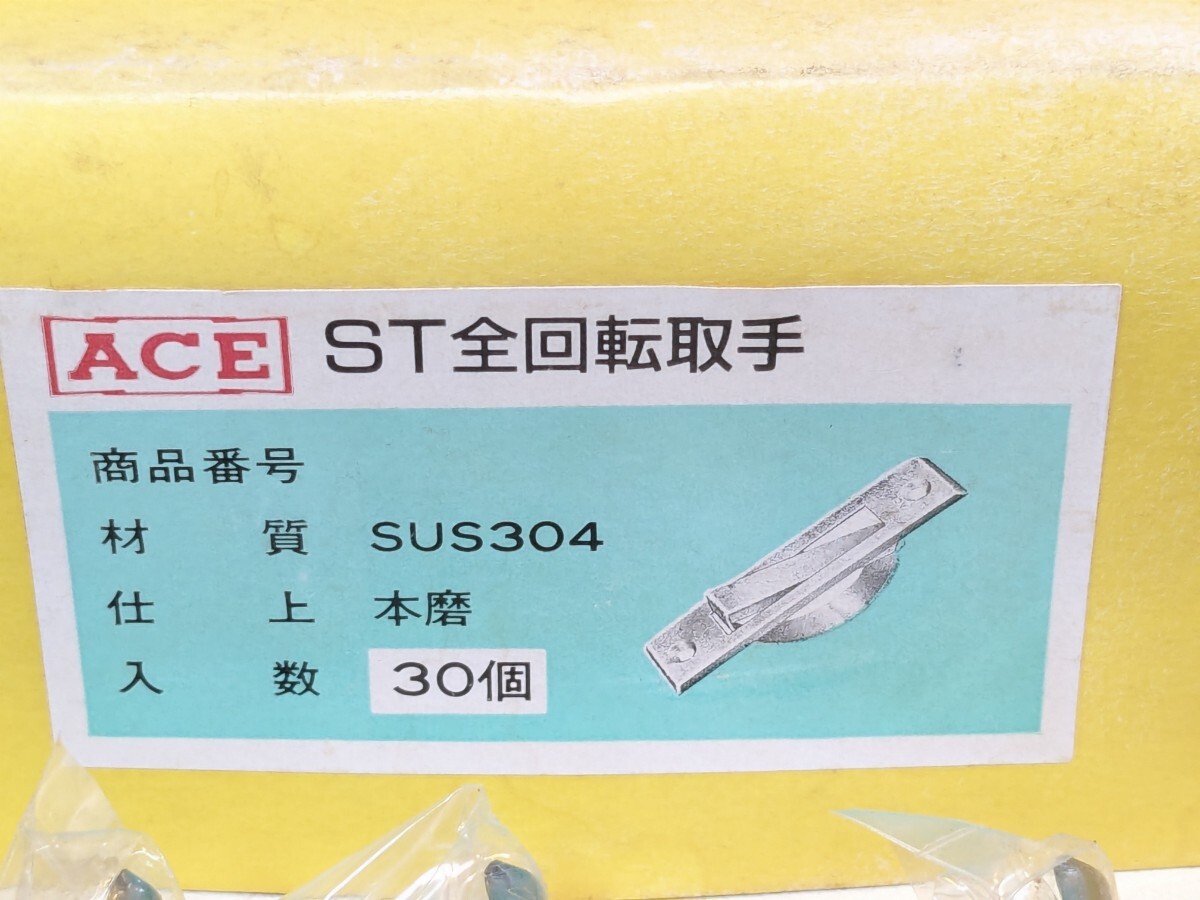 ACE ST全回転取手
商品番号
材質 SUS304
仕上 本磨
入数 30個